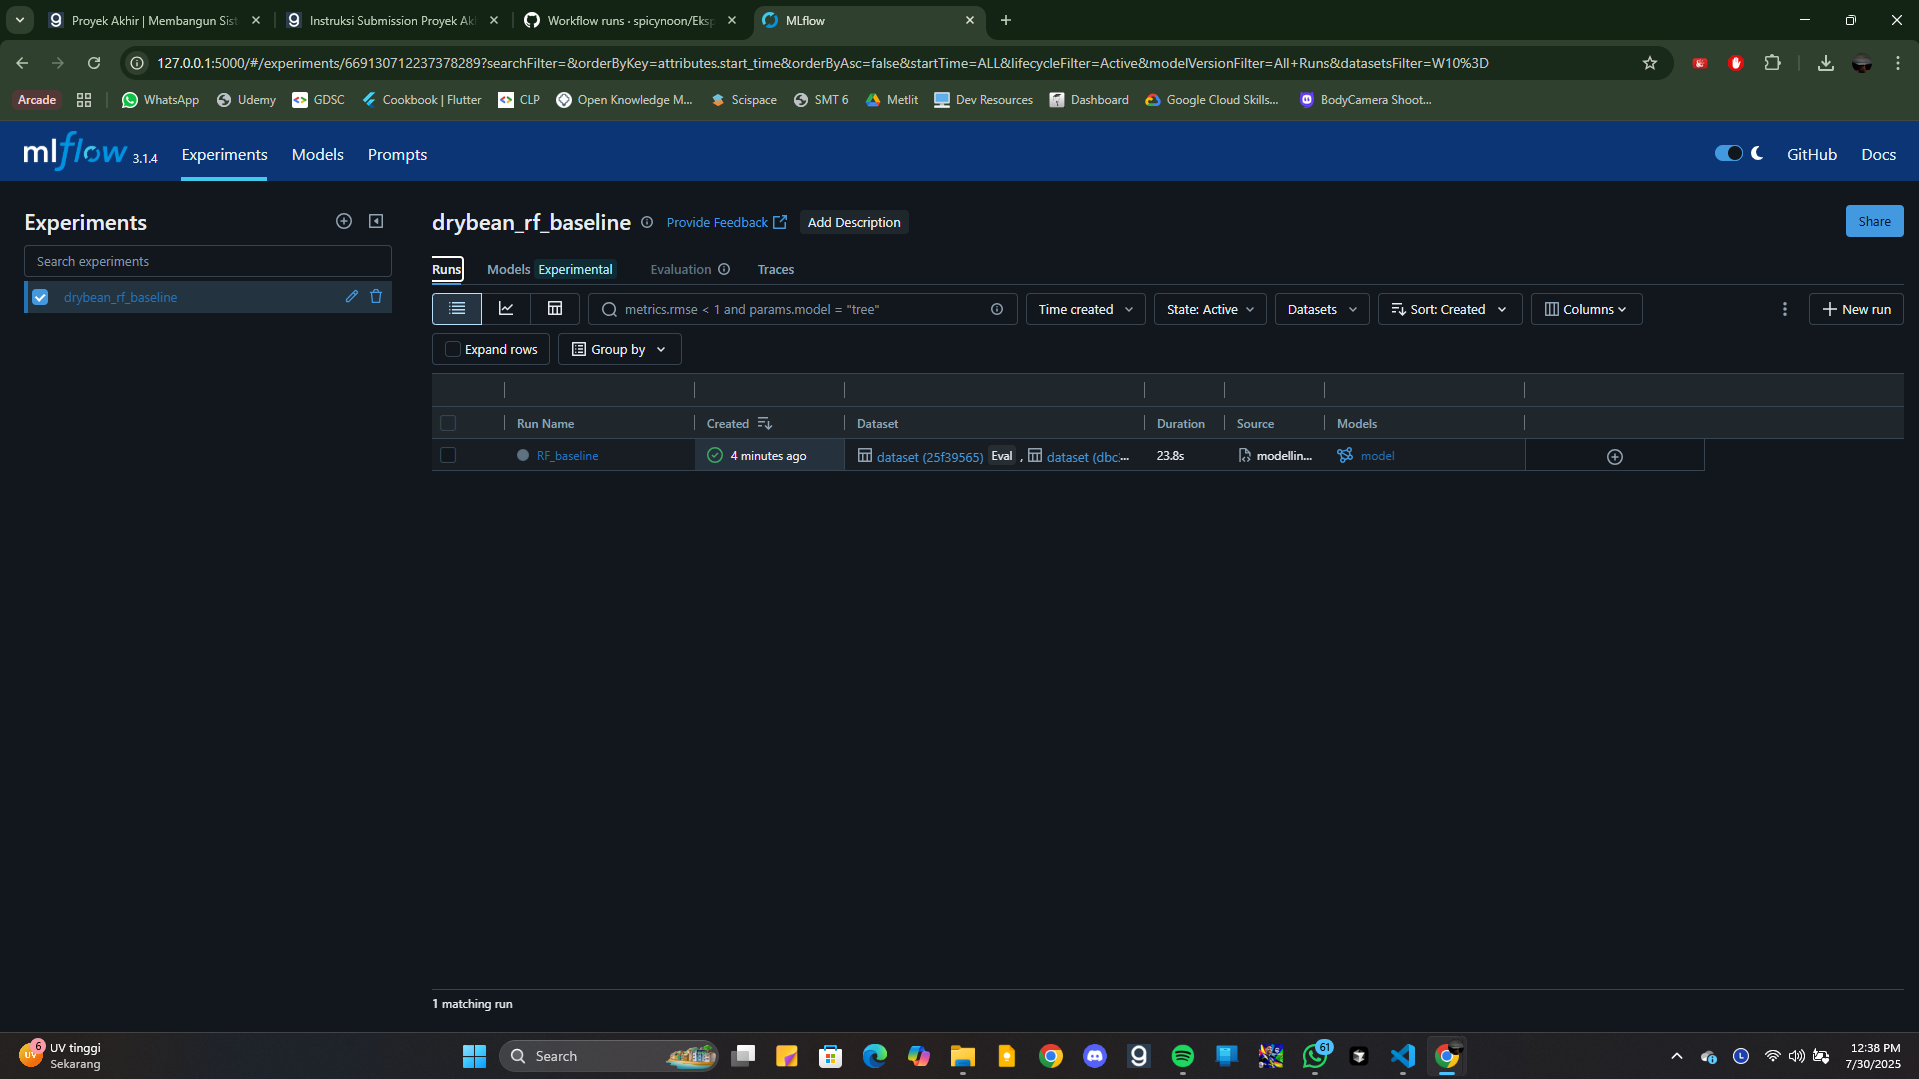 Proyek Akhir | Membangun Sist
Instruksi Submission Proyek Ak
Workflow runs · spicynoon/Eksp
MLflow
127.0.0.1:5000/#/experiments/669130712237378289?searchFilter=&orderByKey=attributes.start_time&orderByAsc=false&startTime=ALL&lifecycleFilter=Active&modelVersionFilter=All+Runs&datasetsFilter=W10%3D
Arcade
WhatsApp
Udemy
GDSC
Cookbook | Flutter
CLP
Open Knowledge M...
Scispace
SMT 6
Metlit
Dev Resources
Dashboard
Google Cloud Skills...
BodyCamera Shoot...
mlflow 3.1.4
Experiments
Models
Prompts
GitHub
Docs
Experiments
Search experiments
drybean_rf_baseline
drybean_rf_baseline
Provide Feedback
Add Description
Share
Runs
Models Experimental
Evaluation
Traces
metrics.rmse < 1 and params.model = "tree"
Time created
State: Active
Datasets
Sort: Created
Columns
New run
Expand rows
Group by
Run Name
Created
Dataset
Duration
Source
Models
RF_baseline
4 minutes ago
dataset (25f39565) Eval , dataset (dbc...
23.8s
modellin...
model
1 matching run
6
UV
UV tinggi
Sekarang
Search
61
12:38 PM
7/30/2025